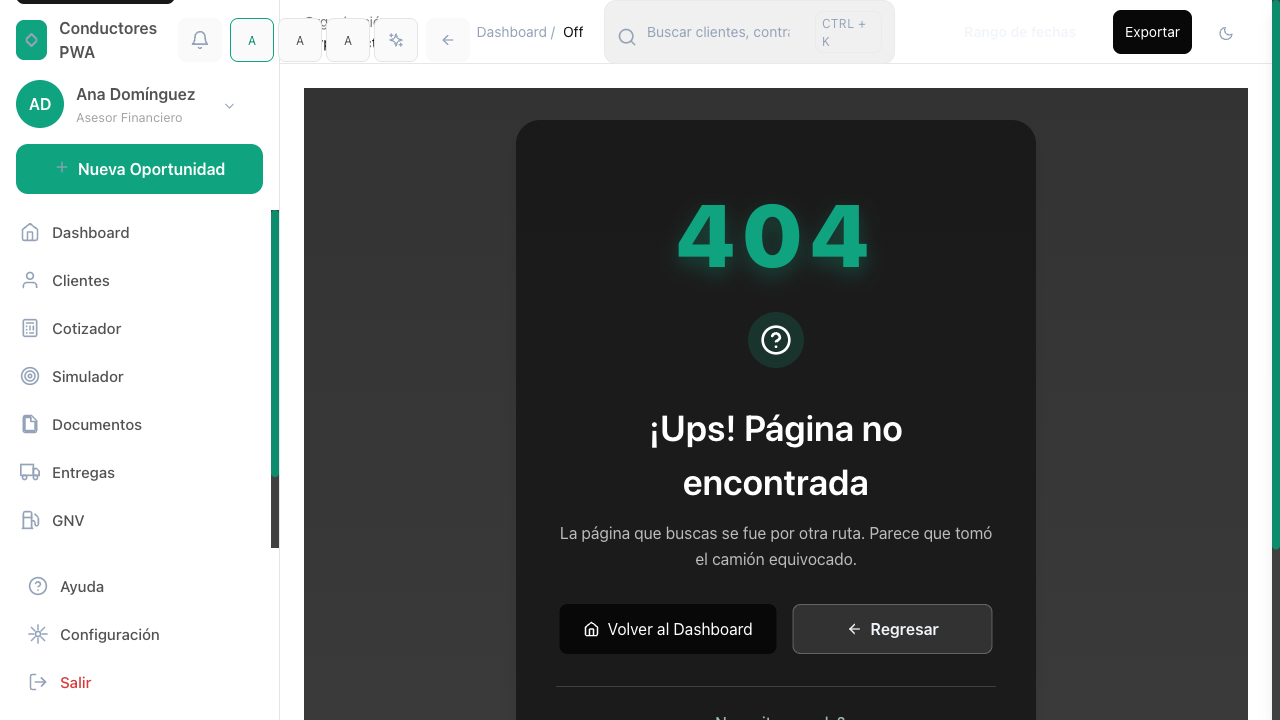 Conductores
PWA
A
A
A
Dashboard / Off
Buscar clientes, contra
CTRL +
K
Rango de fechas
Exportar
AD
Ana Domínguez
Asesor Financiero
Nueva Oportunidad
Dashboard
Clientes
Cotizador
Simulador
Documentos
Entregas
GNV
Ayuda
Configuración
Salir
404
¡Ups! Página no
encontrada
La página que buscas se fue por otra ruta. Parece que tomó
el camión equivocado.
Volver al Dashboard
Regresar